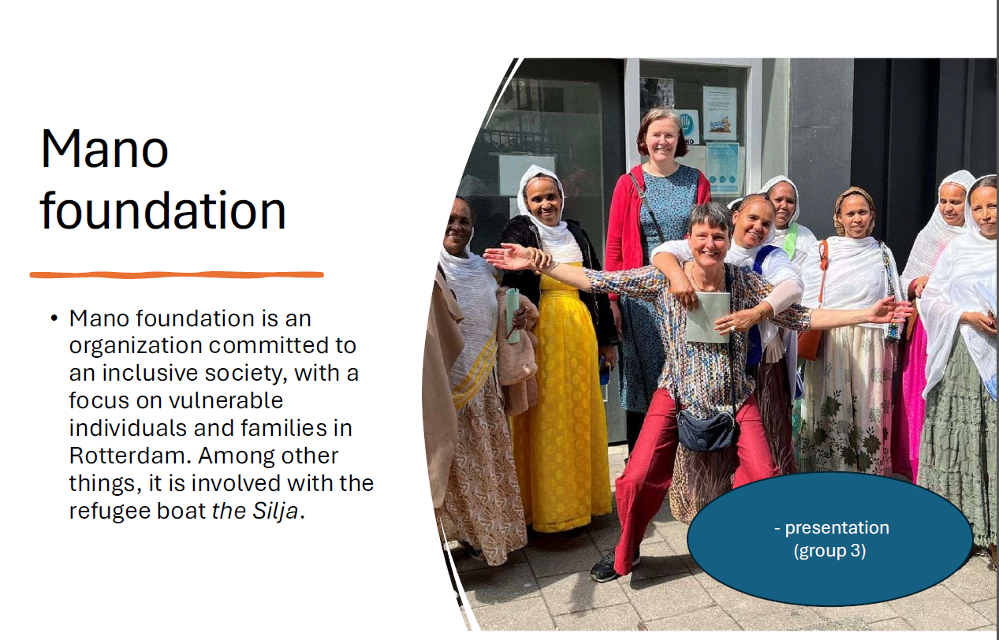 Mano
foundation
• Mano foundation is an
organization committed to
an inclusive society, with a
focus on vulnerable
individuals and families in
Rotterdam. Among other
things, it is involved with the
refugee boat the Silja.
- presentation
(group 3)